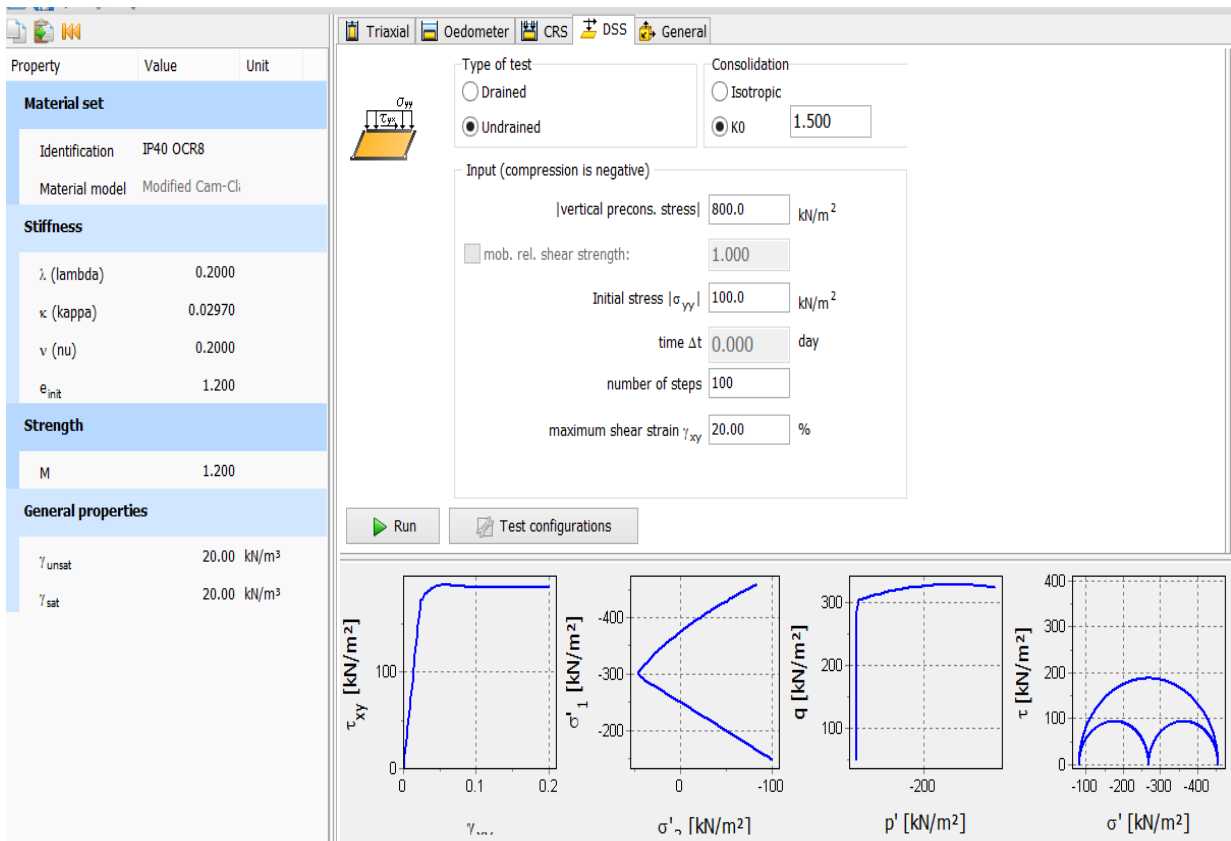 Triaxial Oedometer CRS DSS General
Property Value Unit
Material set
Identification IP40 OCR8
Material model Modified Cam-Cl
Stiffness
λ (lambda) 0.2000
κ (kappa) 0.02970
ν (nu) 0.2000
e init 1.200
Strength
M 1.200
General properties
γ unsat 20.00 kN/m³
γ sat 20.00 kN/m³
Type of test
Drained
Undrained
Consolidation
Isotropic
K0 1.500
σyy
τyx
Input (compression is negative)
|vertical precons. stress| 800.0 kN/m²
mob. rel. shear strength: 1.000
Initial stress |σyy| 100.0 kN/m²
time Δt 0.000 day
number of steps 100
maximum shear strain γxy 20.00 %
Run Test configurations
τxy [kN/m²]
100
0
0 0.1 0.2
σ'1 [kN/m²]
-400
-300
-200
0 -100
σ' [kN/m²]
q [kN/m²]
300
200
100
-200
p' [kN/m²]
τ [kN/m²]
400
300
200
100
0
-100 -200 -300 -400
σ' [kN/m²]